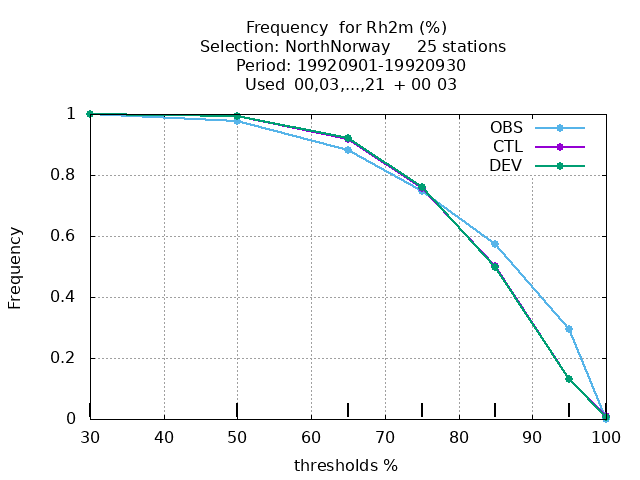 Frequency  for Rh2m (%)
Selection: NorthNorway     25 stations
Period: 19920901-19920930
Used  00,03,...,21  + 00 03
OBS
CTL
DEV
1
0.8
0.6
0.4
0.2
0
Frequency
30 40 50 60 70 80 90 100
thresholds %